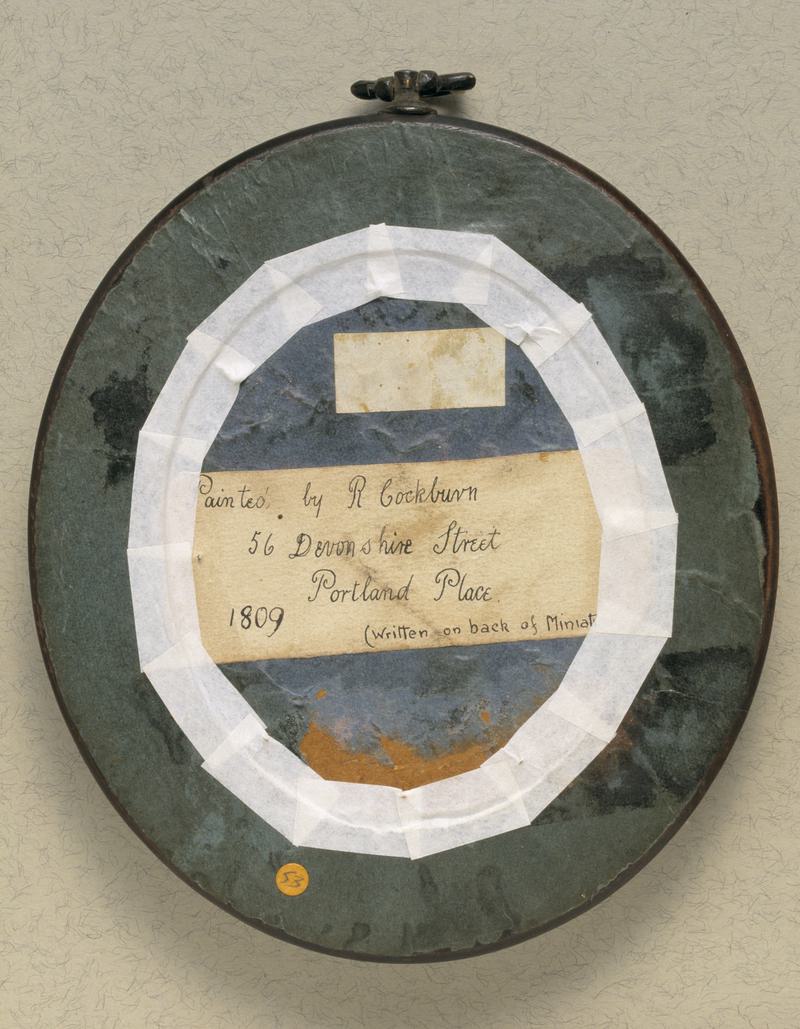 Painted by R Cockburn
56 Devonshire Street
Portland Place.
1809
(Written on back of Miniat
53